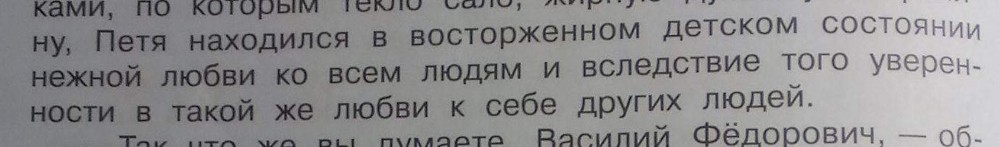 ками, по которым текло сало, жирную
ну, Петя находился в восторженном детском состоянии
нежной любви ко всем людям и вследствие того уверен-
ности в такой же любви к себе других людей.
Так что же вы думаете, Василий Фёдорович, — об-